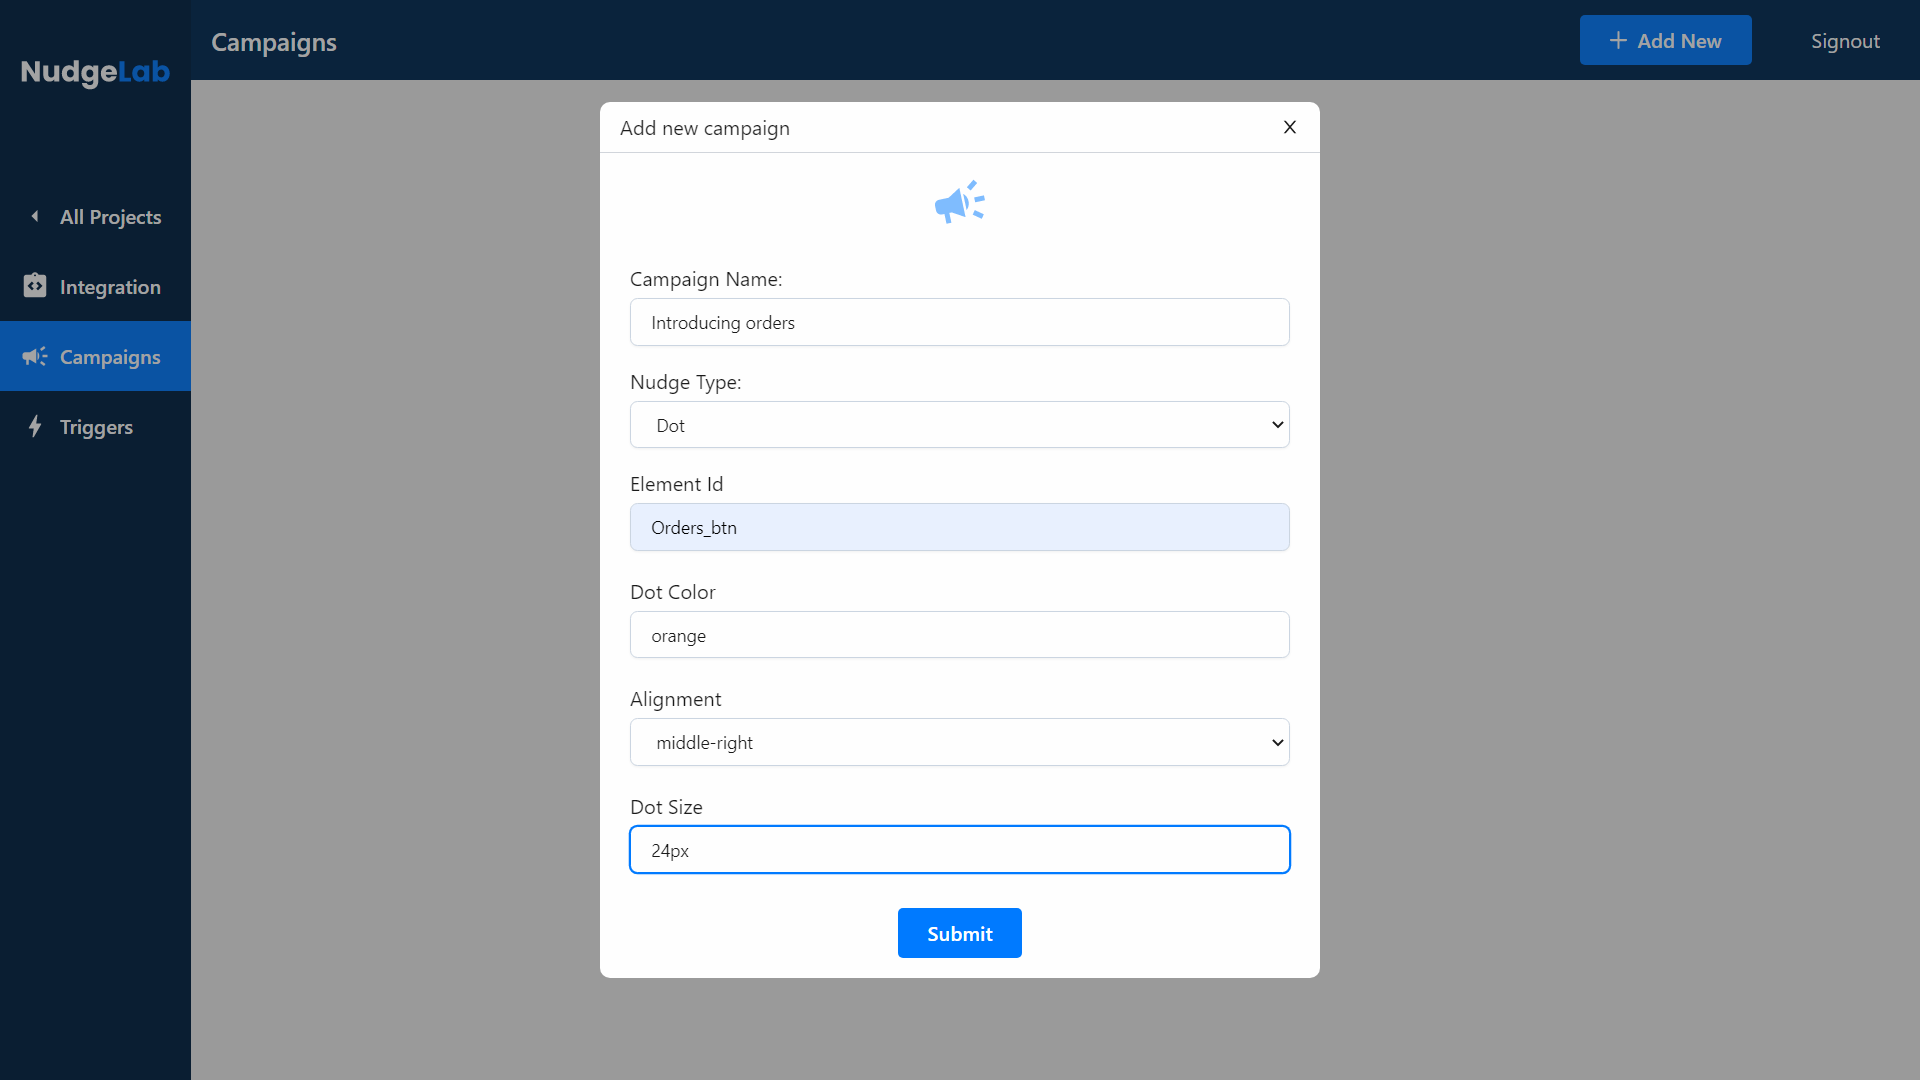 NudgeLab
Campaigns
Add New
Signout
All Projects
Integration
Campaigns
Triggers
Add new campaign
X
Campaign Name:
Introducing orders
Nudge Type:
Dot
Element Id
Orders_btn
Dot Color
orange
Alignment
middle-right
Dot Size
24px
Submit